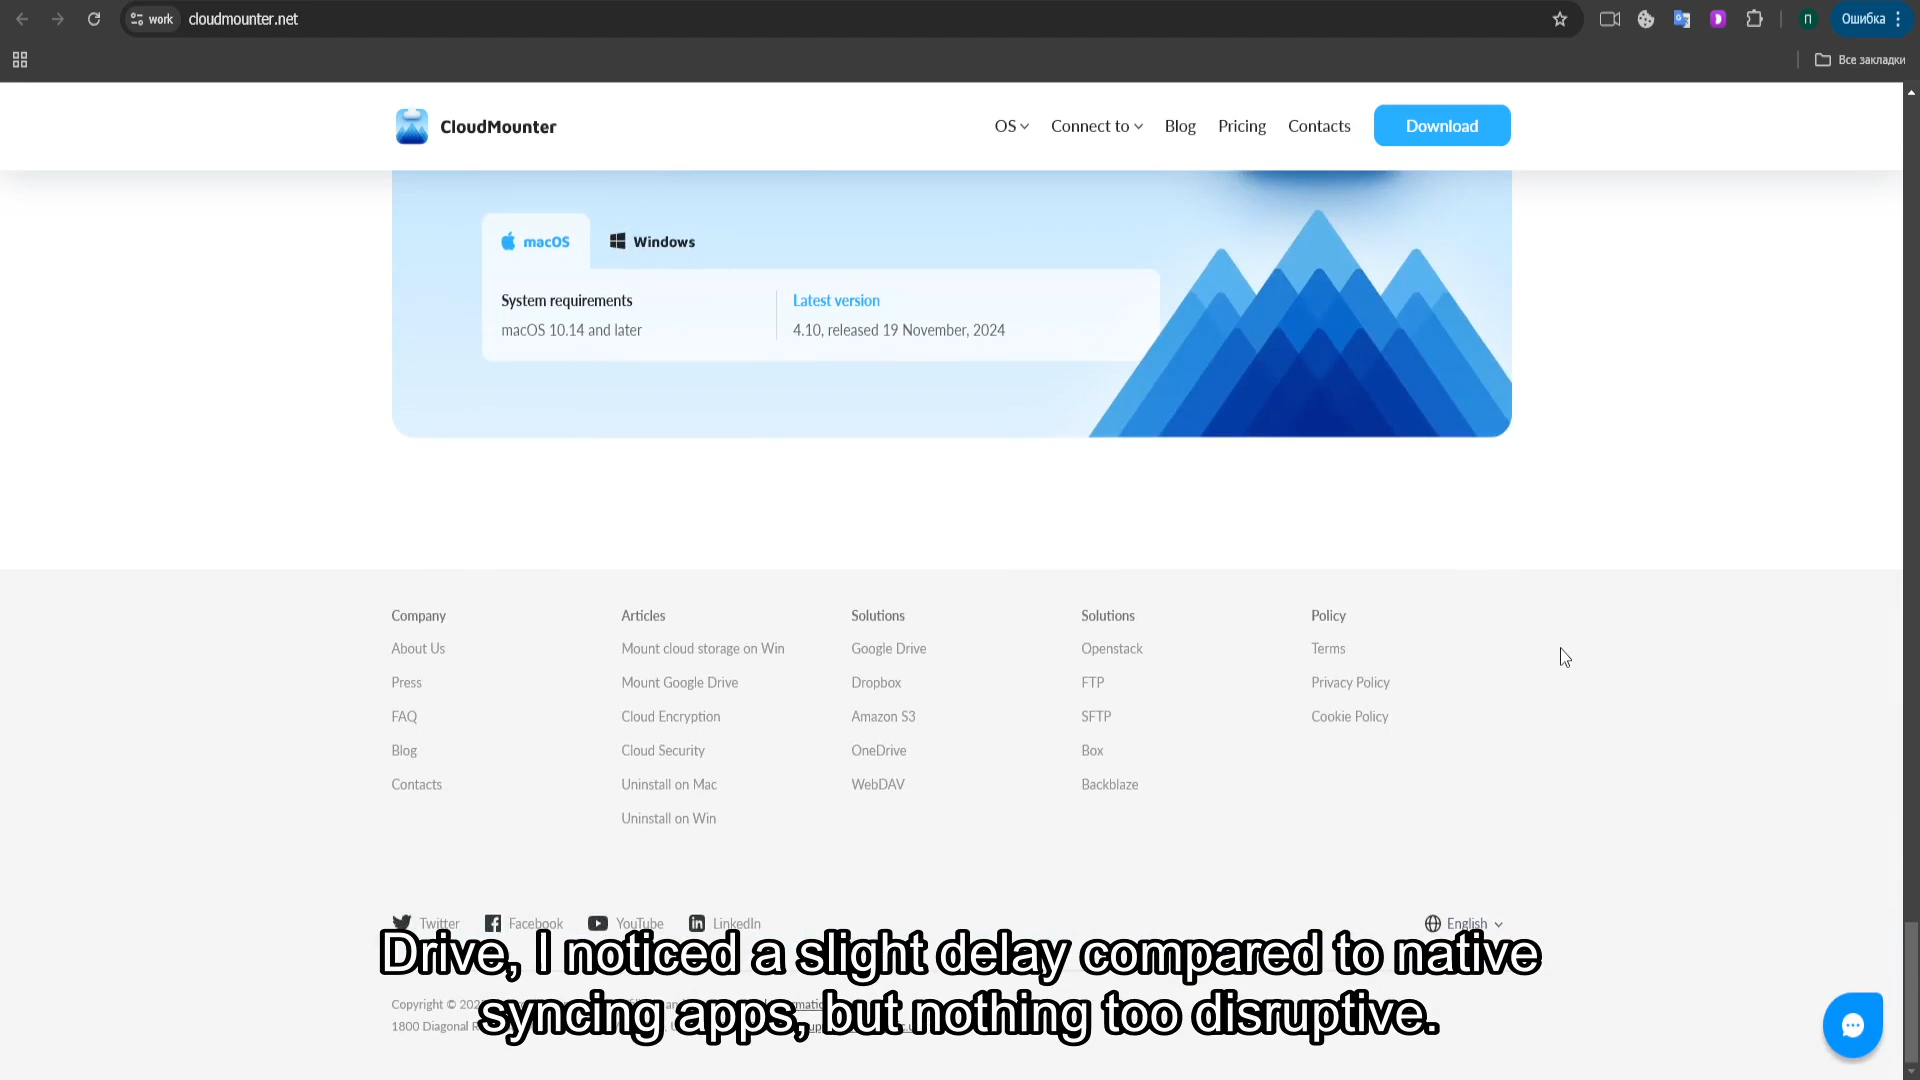 work cloudmounter.net П Ошибка
Все закладки
CloudMounter OS Connect to Blog Pricing Contacts Download
macOS Windows
System requirements Latest version
macOS 10.14 and later 4.10, released 19 November, 2024
Company Articles Solutions Solutions Policy
About Us Mount cloud storage on Win Google Drive Openstack Terms
Press Mount Google Drive Dropbox FTP Privacy Policy
FAQ Cloud Encryption Amazon S3 SFTP Cookie Policy
Blog Cloud Security OneDrive Box
Contacts Uninstall on Mac WebDAV Backblaze
Uninstall on Win
Twitter Facebook YouTube LinkedIn English
Drive, I noticed a slight delay compared to native
syncing apps, but nothing too disruptive.
Copyright ©
1800 Diagonal